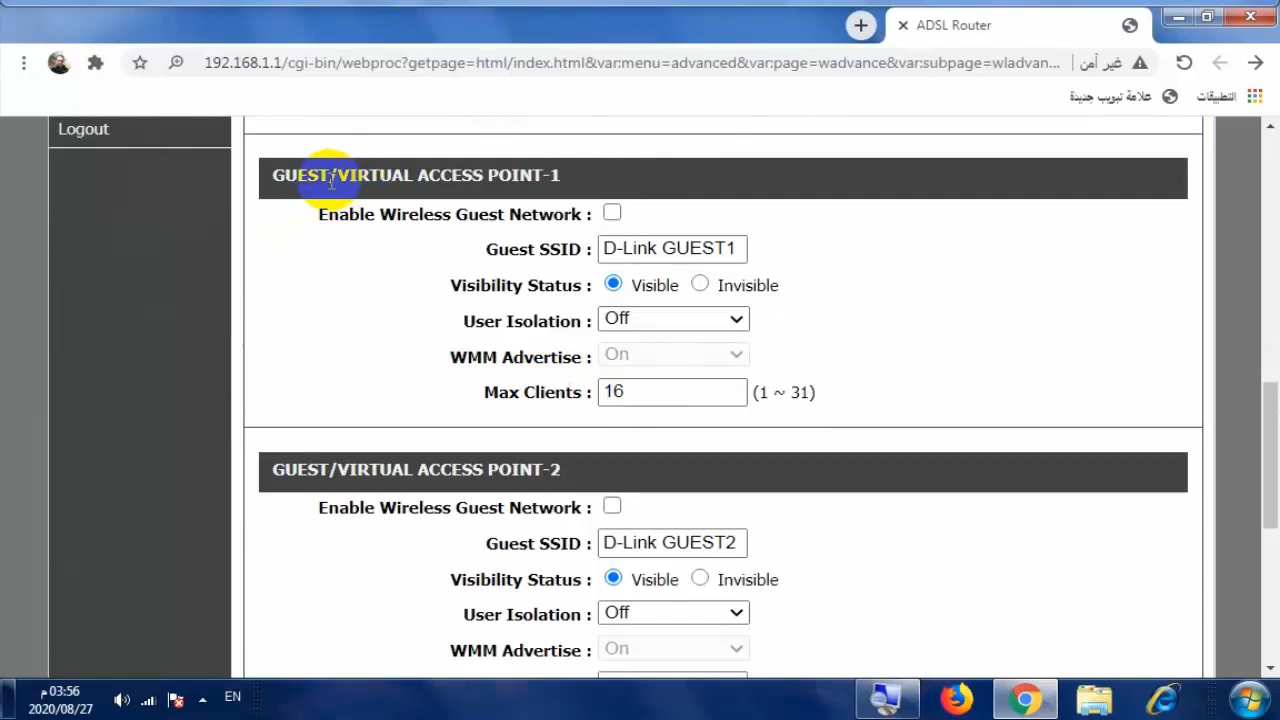 ADSL Router
192.168.1.1/cgi-bin/webproc?getpage=html/index.html&var:menu=advanced&var:page=wadvance&var:subpage=wladvan...
غير آمن
التطبيقات
علامة تبويب جديدة
Logout
GUEST/VIRTUAL ACCESS POINT-1
Enable Wireless Guest Network :
Guest SSID : D-Link GUEST1
Visibility Status : Visible Invisible
User Isolation : Off
WMM Advertise : On
Max Clients : 16 (1 ~ 31)
GUEST/VIRTUAL ACCESS POINT-2
Enable Wireless Guest Network :
Guest SSID : D-Link GUEST2
Visibility Status : Visible Invisible
User Isolation : Off
WMM Advertise : On
03:56 م
EN
2020/08/27